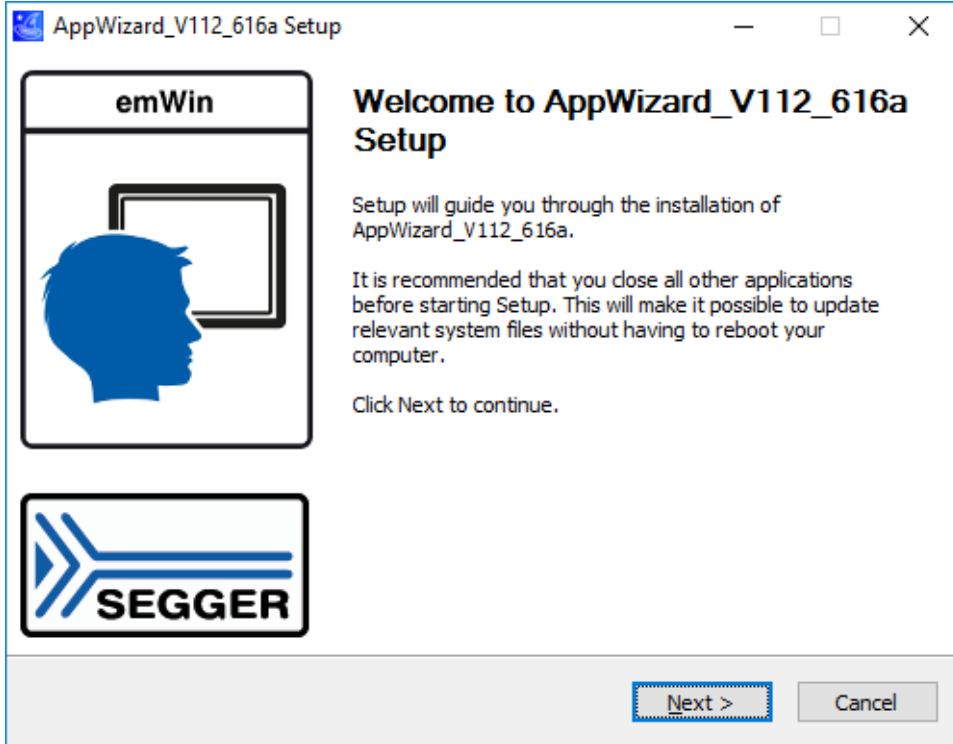 AppWizard_V112_616a Setup
emWin
Welcome to AppWizard_V112_616a
Setup
Setup will guide you through the installation of
AppWizard_V112_616a.
It is recommended that you close all other applications
before starting Setup. This will make it possible to update
relevant system files without having to reboot your
computer.
Click Next to continue.
SEGGER
Next >
Cancel